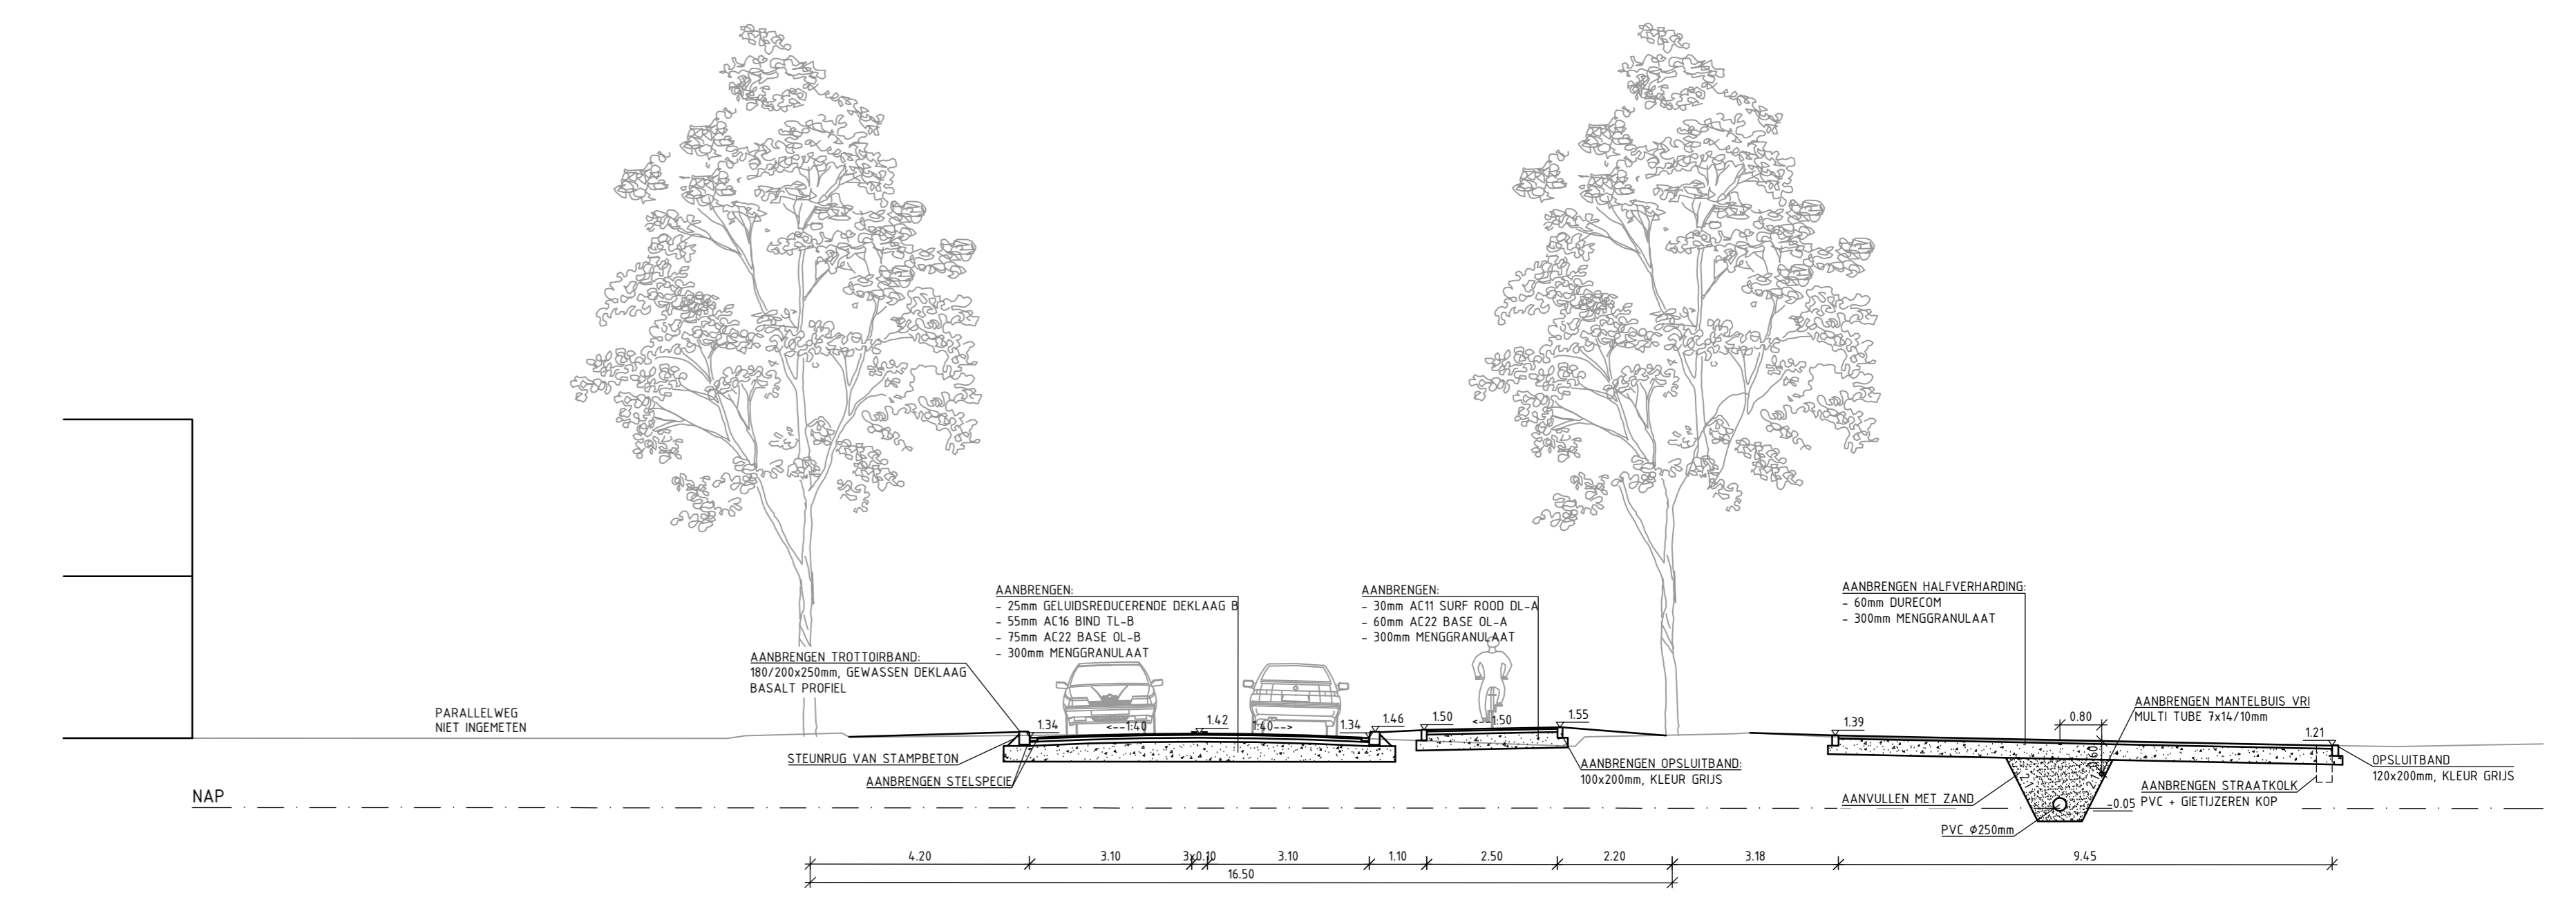 AANBRENGEN:
- 25mm GELUIDSREDUCERENDE DEKLAAG B
- 55mm AC16 BIND TL-B
- 75mm AC22 BASE OL-B
- 300mm MENGGRANULAAT
AANBRENGEN:
- 30mm AC11 SURF ROOD DL-A
- 60mm AC22 BASE OL-A
- 300mm MENGGRANULAAT
AANBRENGEN HALFVERHARDING:
- 60mm DURECOM
- 300mm MENGGRANULAAT
AANBRENGEN TROTTOIRBAND:
180/200x250mm, GEWASSEN DEKLAAG
BASALT PROFIEL
PARALLELWEG
NIET INGEMETEN
1.34
<--1:40
1.42
1:40-->
1.34
1.46
1.50
<--1:50
1.55
1.39
0.80
AANBRENGEN MANTELBUIS VRI
MULTI TUBE 7x14/10mm
1.21
STEUNRUG VAN STAMPBETON
AANBRENGEN STELSPECIE
AANBRENGEN OPSLUITBAND:
100x200mm, KLEUR GRIJS
OPSLUITBAND
120x200mm, KLEUR GRIJS
AANBRENGEN STRAATKOLK
PVC + GIETIJZEREN KOP
NAP
AANVULLEN MET ZAND
-0.05
PVC Ø250mm
4.20
3.10
3x0.10
3.10
1.10
2.50
2.20
3.18
9.45
16.50